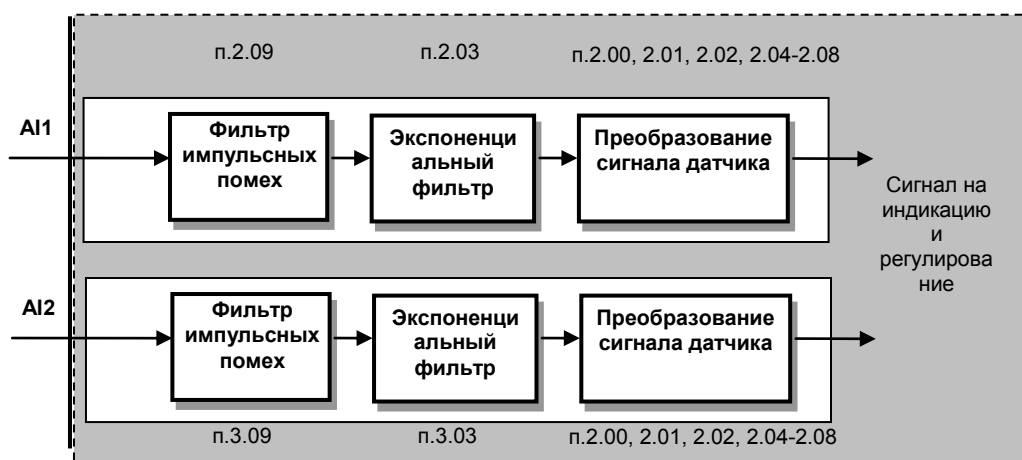 п.2.09
п.2.03
п.2.00, 2.01, 2.02, 2.04-2.08
AI1
Фильтр
импульсных
помех
Экспоненци
альный
фильтр
Преобразование
сигнала датчика
Сигнал на
индикацию
и
регулирова
ние
AI2
Фильтр
импульсных
помех
Экспоненци
альный
фильтр
Преобразование
сигнала датчика
п.3.09
п.3.03
п.2.00, 2.01, 2.02, 2.04-2.08